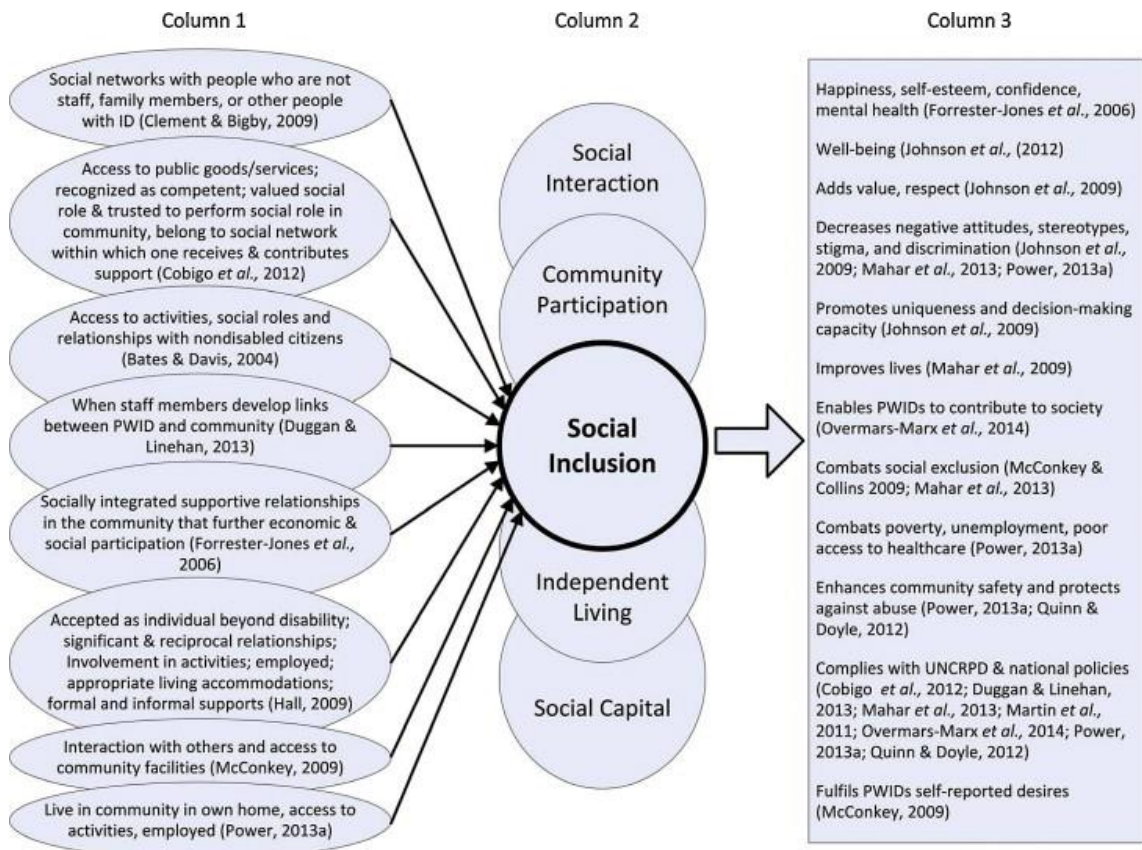 Column 1
Column 2
Column 3
Social networks with people who are not
staff, family members, or other people
with ID (Clement & Bigby, 2009)
Access to public goods/services;
recognized as competent; valued social
role & trusted to perform social role in
community, belong to social network
within which one receives & contributes
support (Cobigo et al., 2012)
Access to activities, social roles and
relationships with nondisabled citizens
(Bates & Davis, 2004)
When staff members develop links
between PWID and community (Duggan &
Linehan, 2013)
Socially integrated supportive relationships
in the community that further economic &
social participation (Forrester-Jones et al.,
2006)
Accepted as individual beyond disability;
significant & reciprocal relationships;
Involvement in activities; employed;
appropriate living accommodations;
formal and informal supports (Hall, 2009)
Interaction with others and access to
community facilities (McConkey, 2009)
Live in community in own home, access to
activities, employed (Power, 2013a)
Social
Interaction
Community
Participation
Social
Inclusion
Independent
Living
Social Capital
Happiness, self-esteem, confidence,
mental health (Forrester-Jones et al., 2006)
Well-being (Johnson et al., (2012)
Adds value, respect (Johnson et al., 2009)
Decreases negative attitudes, stereotypes,
stigma, and discrimination (Johnson et al.,
2009; Mahar et al., 2013; Power, 2013a)
Promotes uniqueness and decision-making
capacity (Johnson et al., 2009)
Improves lives (Mahar et al., 2009)
Enables PWIDs to contribute to society
(Overmars-Marx et al., 2014)
Combats social exclusion (McConkey &
Collins 2009; Mahar et al., 2013)
Combats poverty, unemployment, poor
access to healthcare (Power, 2013a)
Enhances community safety and protects
against abuse (Power, 2013a; Quinn &
Doyle, 2012)
Complies with UNCRPD & national policies
(Cobigo et al., 2012; Duggan & Linehan,
2013; Mahar et al., 2013; Martin et al.,
2011; Overmars-Marx et al., 2014; Power,
2013a; Quinn & Doyle, 2012)
Fulfils PWIDs self-reported desires
(McConkey, 2009)